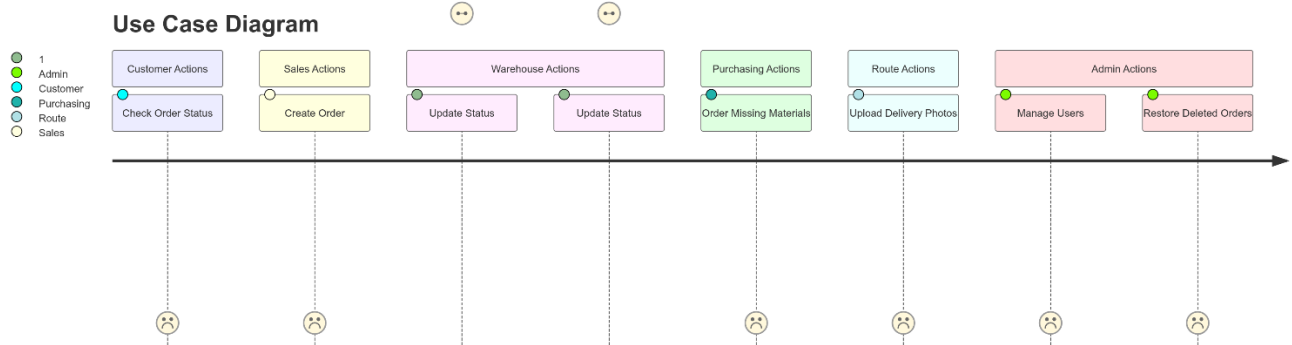 Use Case Diagram
1
Admin
Customer
Purchasing
Route
Sales
Customer Actions
Sales Actions
Warehouse Actions
Purchasing Actions
Route Actions
Admin Actions
Check Order Status
Create Order
Update Status
Update Status
Order Missing Materials
Upload Delivery Photos
Manage Users
Restore Deleted Orders